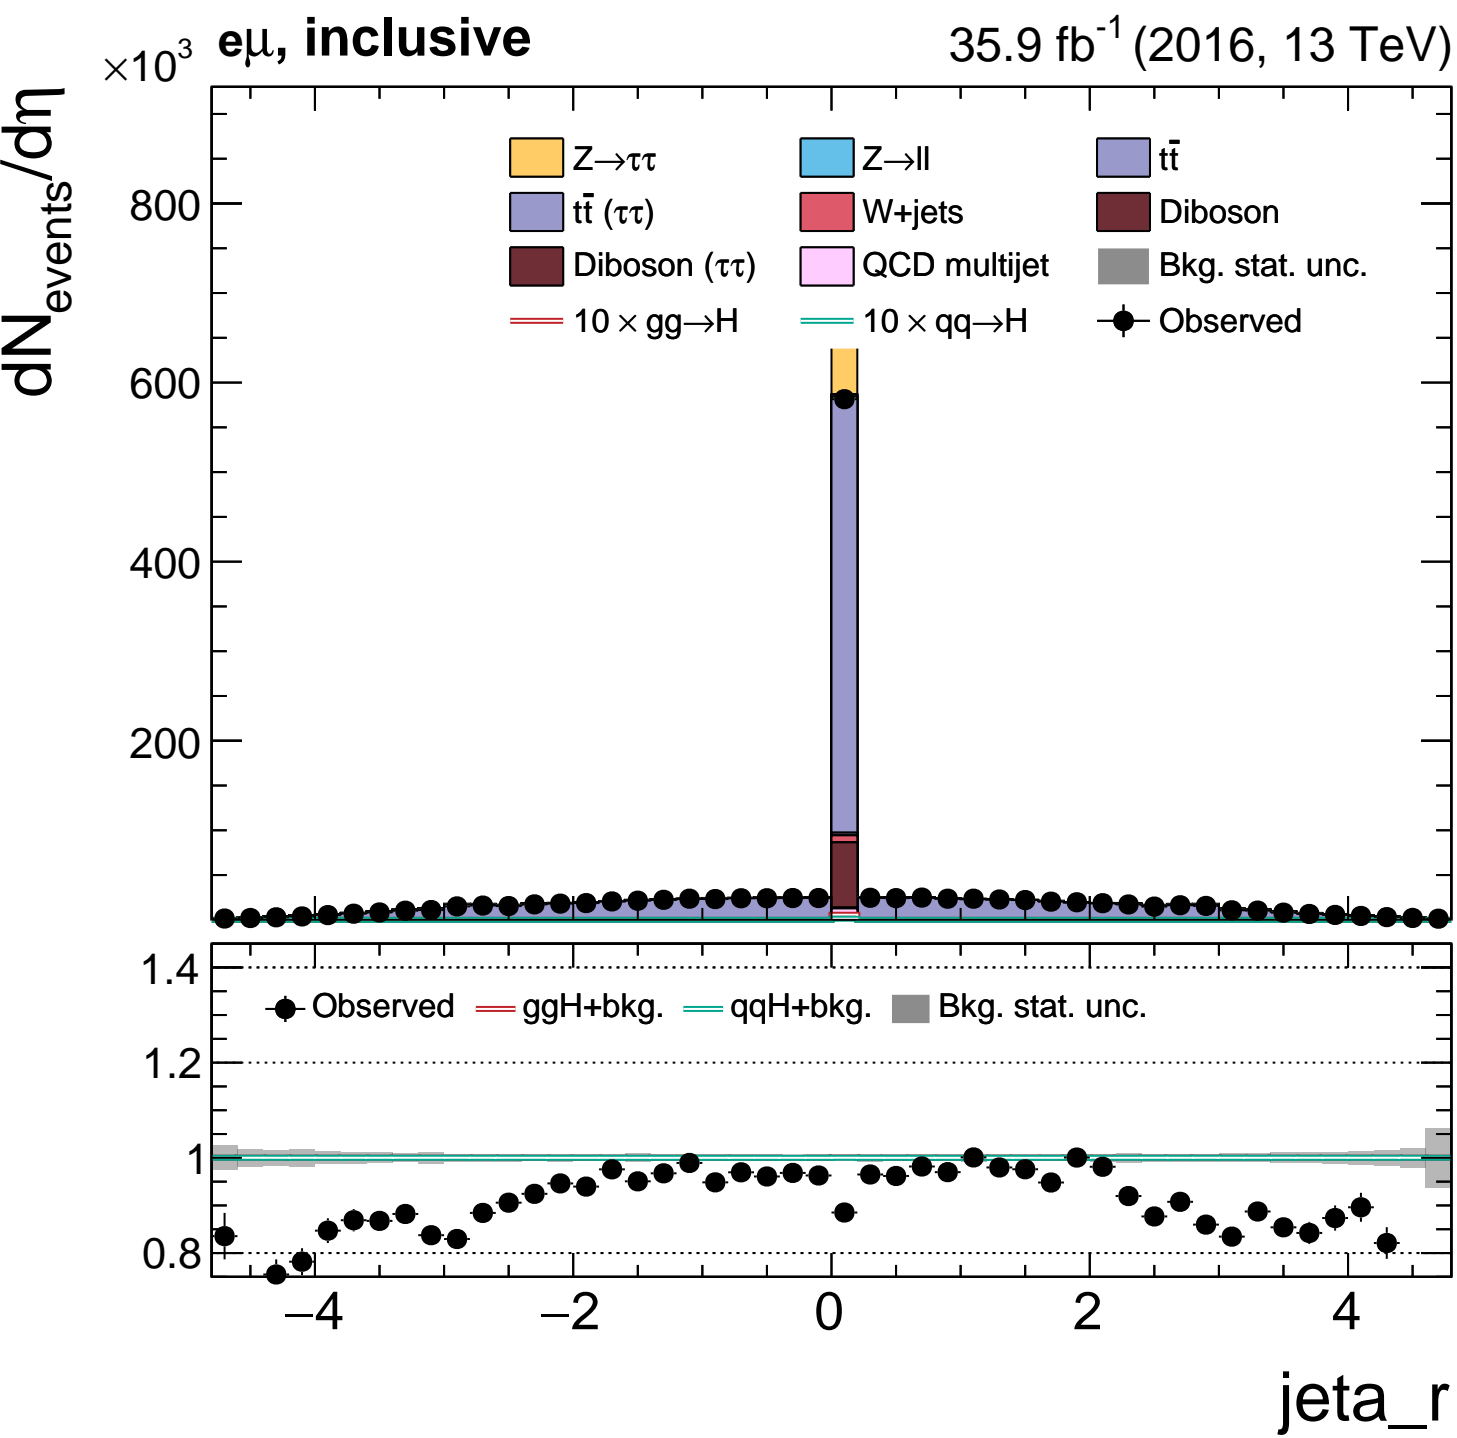 ×10³ eμ, inclusive 35.9 fb⁻¹ (2016, 13 TeV)
dN_events/dη
Z→ττ Z→ll tt̄
tt̄ (ττ) W+jets Diboson
Diboson (ττ) QCD multijet Bkg. stat. unc.
10 × gg→H 10 × qq→H Observed
800
600
400
200
1.4
Observed ggH+bkg. qqH+bkg. Bkg. stat. unc.
1.2
1
0.8
−4 −2 0 2 4
jeta_r